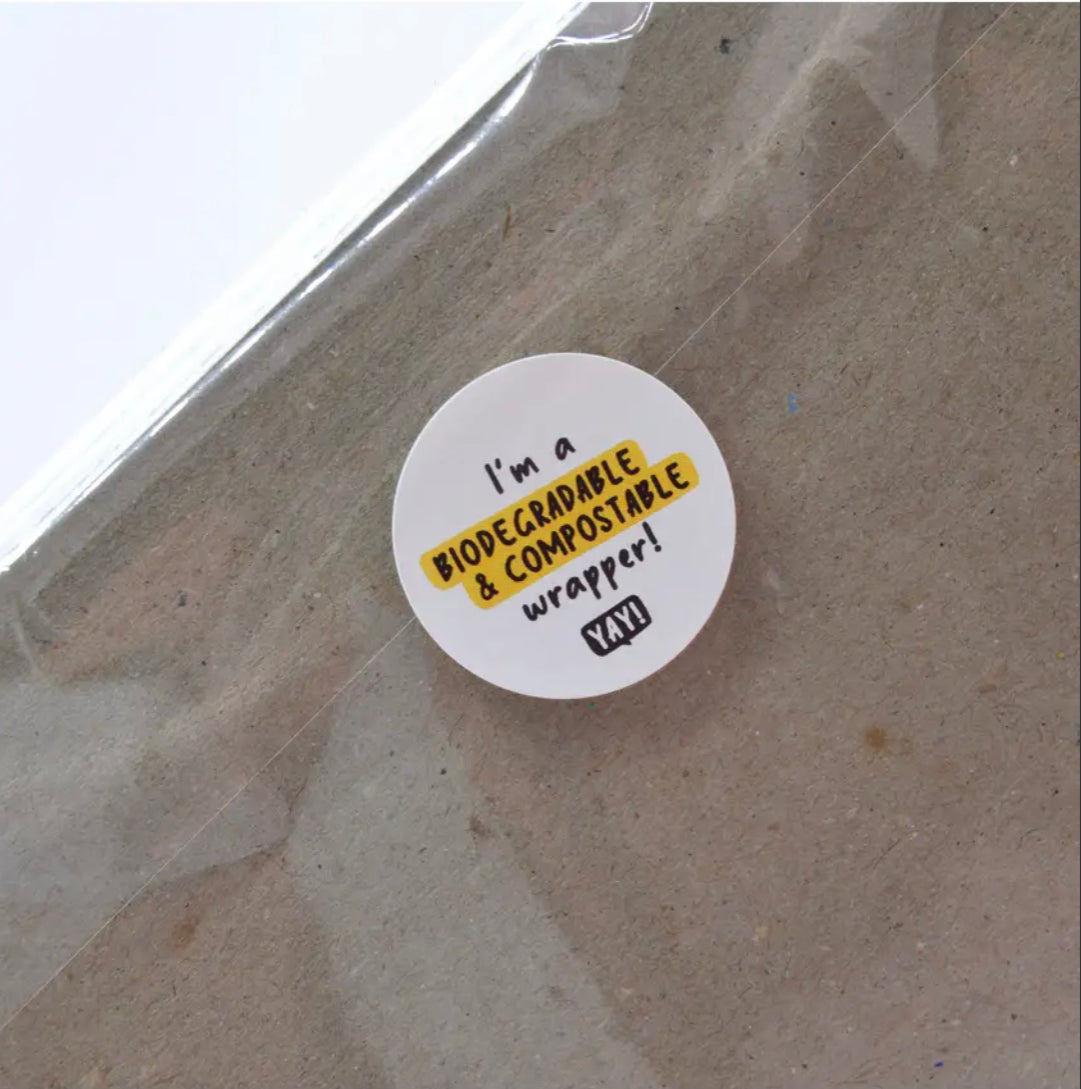 I'm a
BIODEGRADABLE
& COMPOSTABLE
wrapper!
YAY!